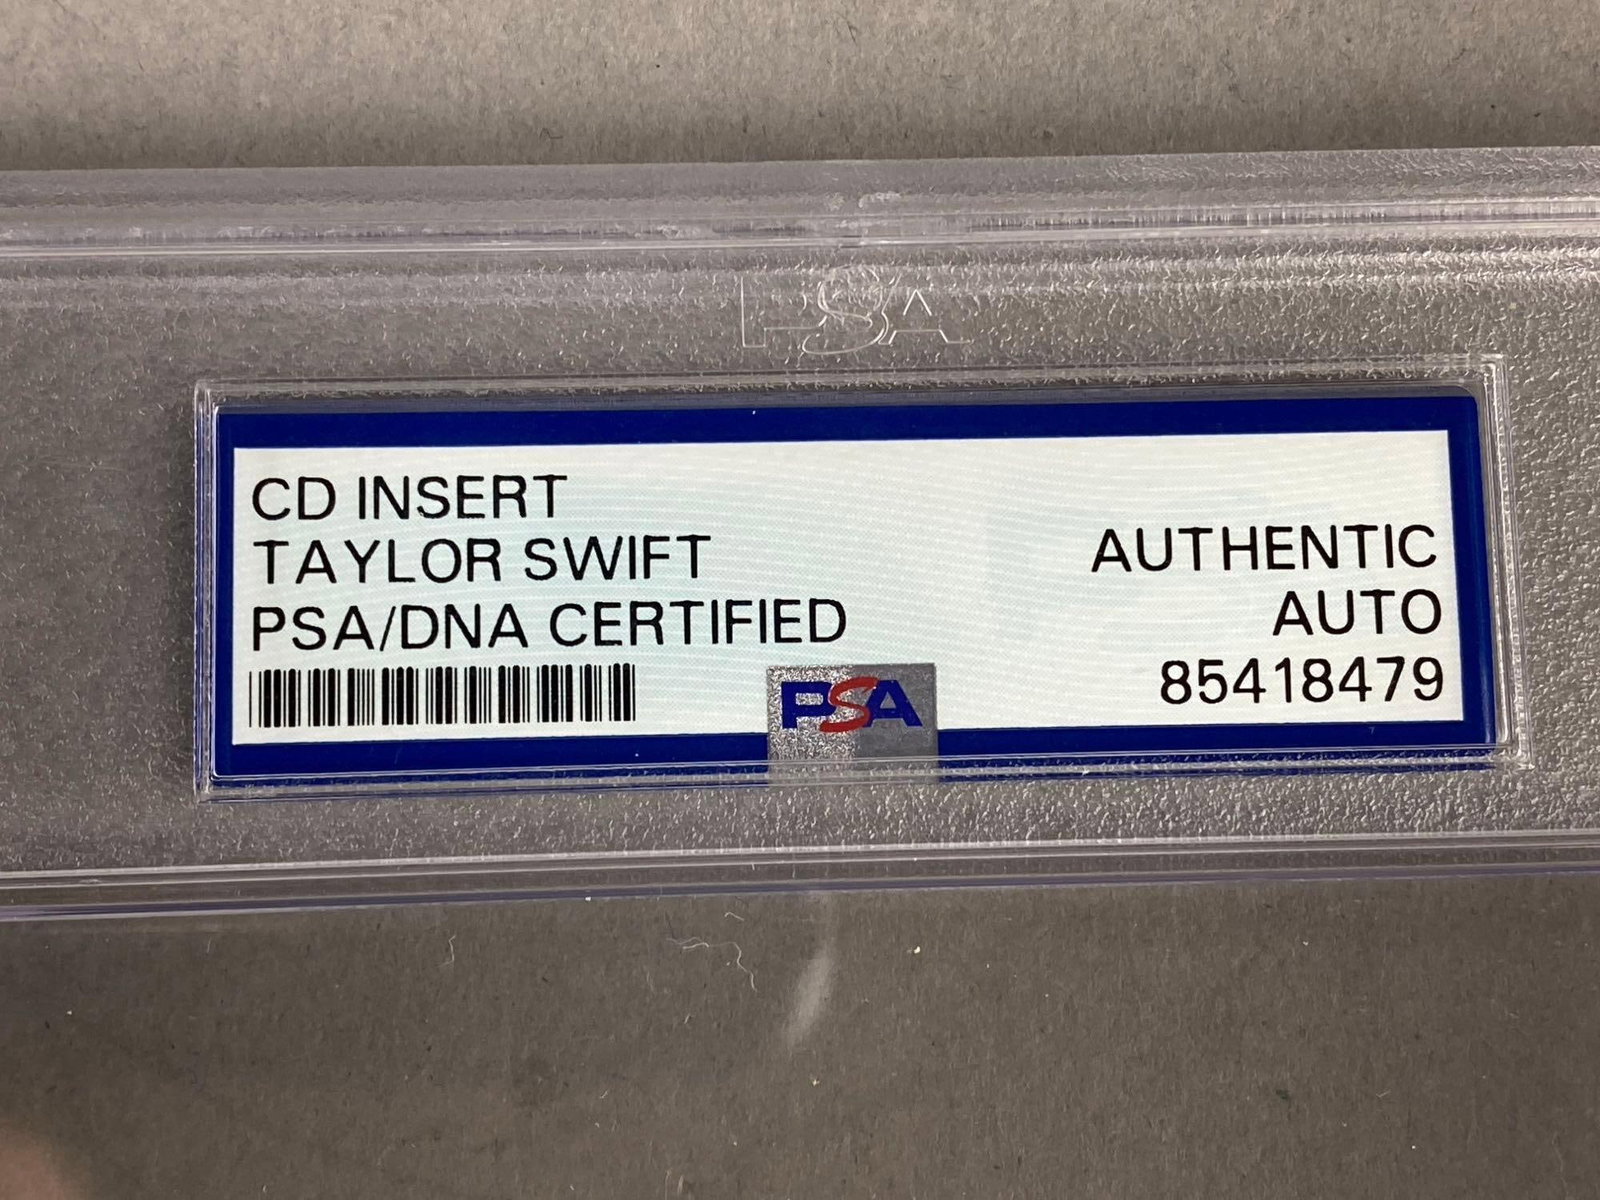 PSA
CD INSERT
TAYLOR SWIFT
PSA/DNA CERTIFIED
AUTHENTIC
AUTO
85418479
PSA